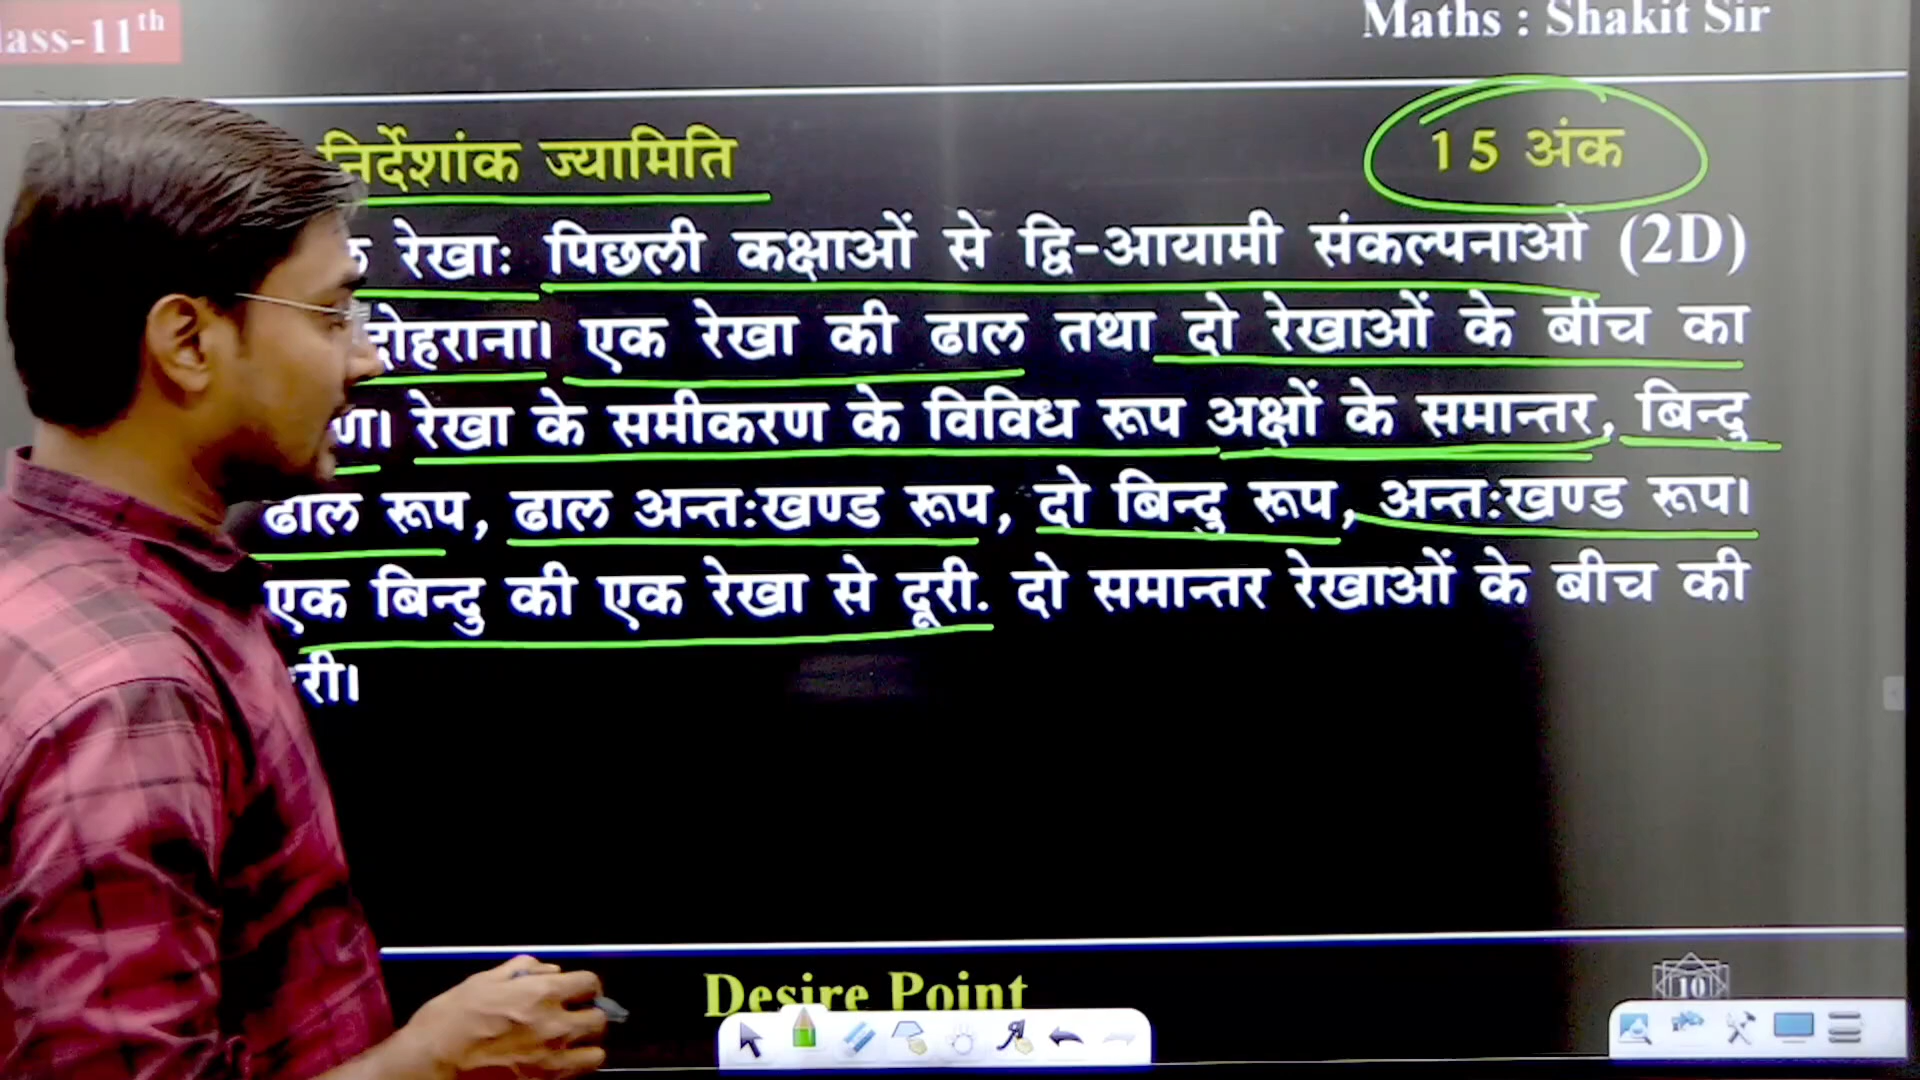 Class-11th
Maths : Shakit Sir
निर्देशांक ज्यामिति
15 अंक
रेखाः पिछली कक्षाओं से द्वि-आयामी संकल्पनाओं (2D)
दोहराना। एक रेखा की ढाल तथा दो रेखाओं के बीच का
रेखा के समीकरण के विविध रूप अक्षों के समान्तर, बिन्दु
ढाल रूप, ढाल अन्तःखण्ड रूप, दो बिन्दु रूप, अन्तःखण्ड रूप।
एक बिन्दु की एक रेखा से दूरी. दो समान्तर रेखाओं के बीच की
Desire Point
10